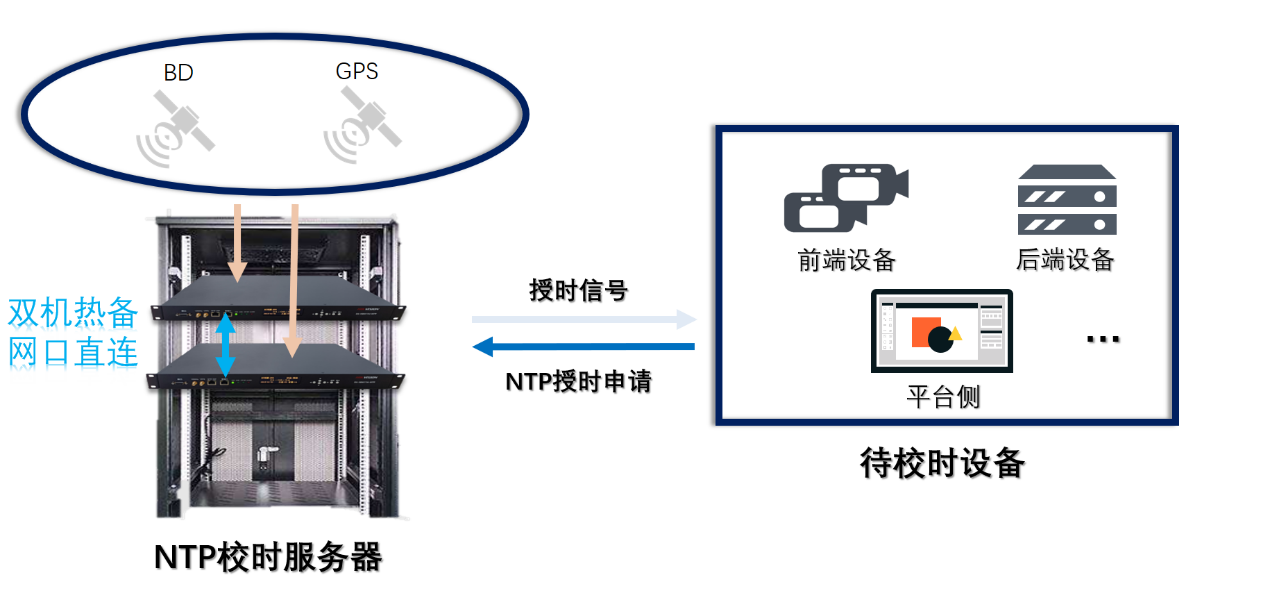 BD
GPS
双机热备
网口直连
授时信号
NTP授时申请
前端设备
后端设备
平台侧
...
待校时设备
NTP校时服务器